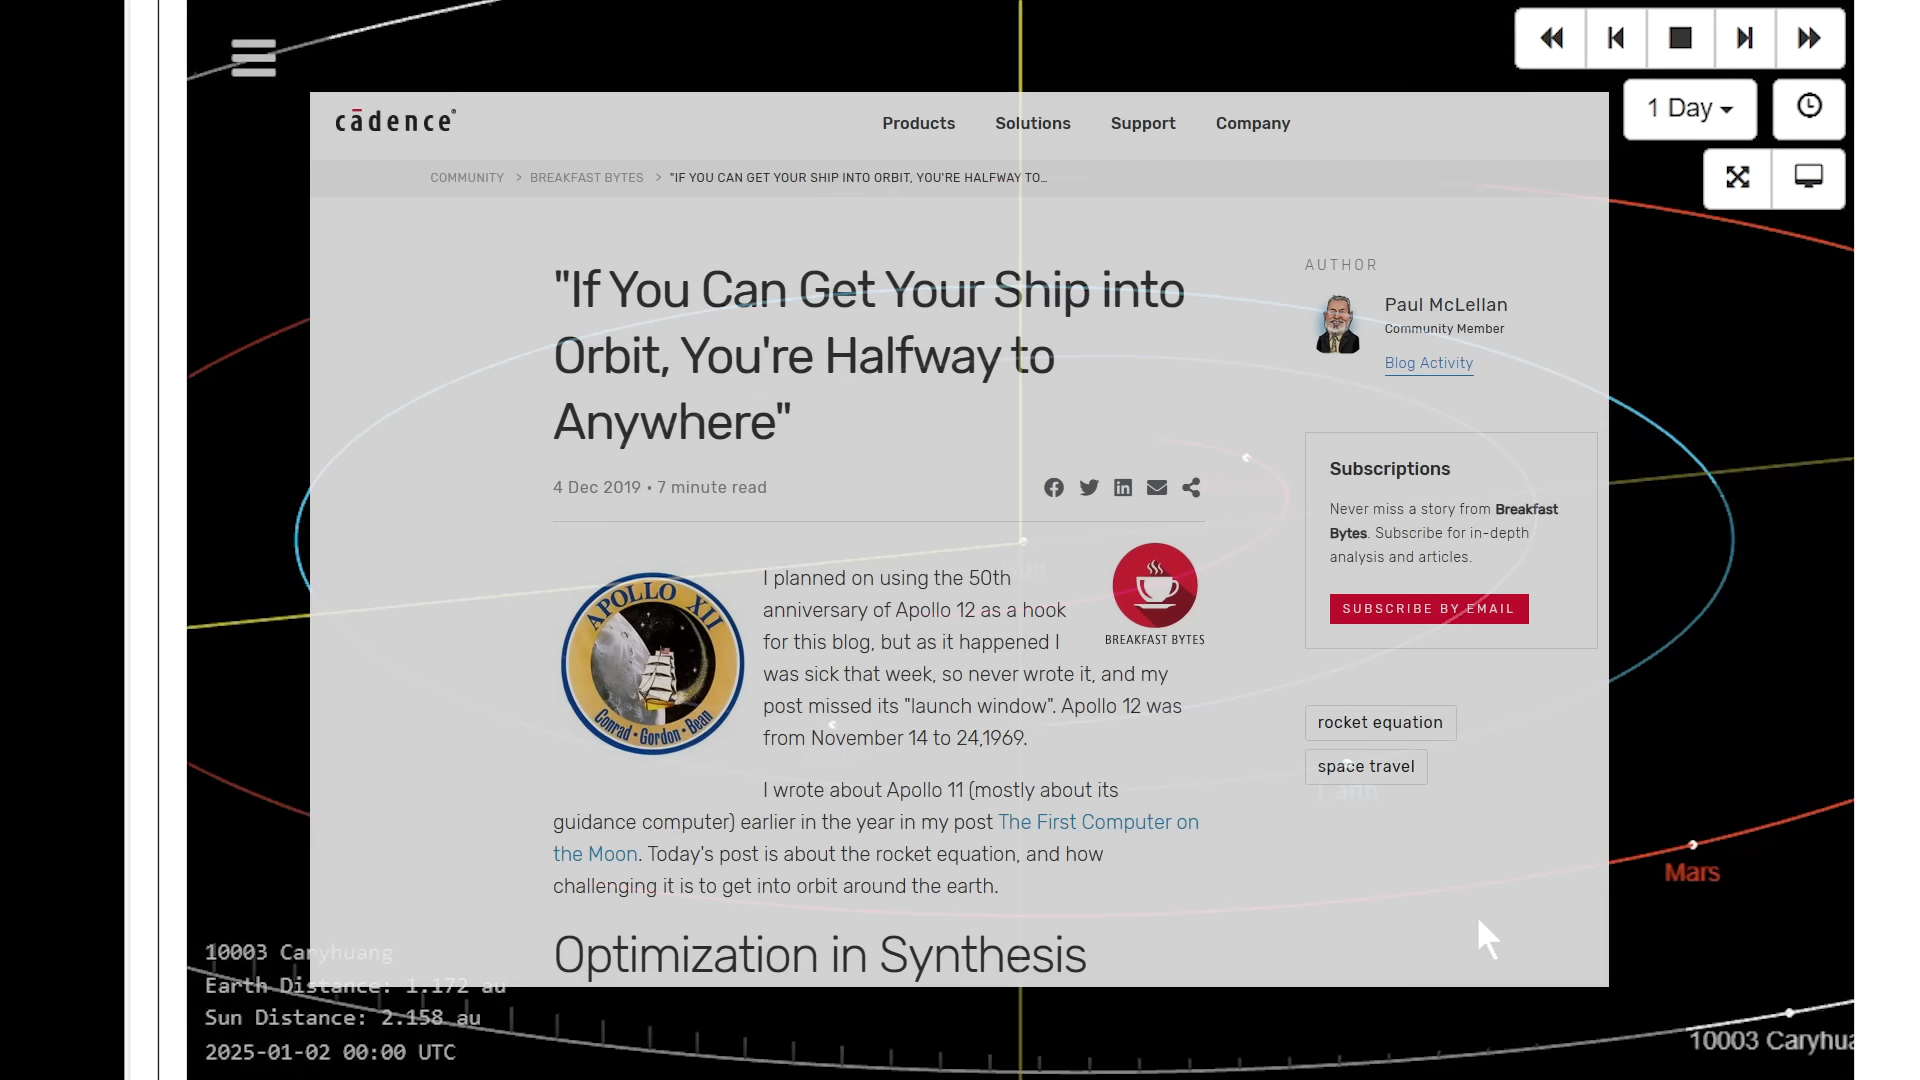 1 Day
cādence
Products Solutions Support Company
COMMUNITY > BREAKFAST BYTES > "IF YOU CAN GET YOUR SHIP INTO ORBIT, YOU'RE HALFWAY TO…
"If You Can Get Your Ship into
Orbit, You're Halfway to
Anywhere"
4 Dec 2019 • 7 minute read
AUTHOR
Paul McLellan
Community Member
Blog Activity
Subscriptions
Never miss a story from Breakfast
Bytes. Subscribe for in-depth
analysis and articles.
SUBSCRIBE BY EMAIL
rocket equation
space travel
APOLLO XII
Conrad • Gordon • Bean
BREAKFAST BYTES
I planned on using the 50th
anniversary of Apollo 12 as a hook
for this blog, but as it happened I
was sick that week, so never wrote it, and my
post missed its "launch window". Apollo 12 was
from November 14 to 24,1969.
I wrote about Apollo 11 (mostly about its
guidance computer) earlier in the year in my post The First Computer on
the Moon. Today's post is about the rocket equation, and how
challenging it is to get into orbit around the earth.
Optimization in Synthesis
Earth
Mars
10003 Caryhuang
Earth Distance: 1.172 au
Sun Distance: 2.158 au
2025-01-02 00:00 UTC
10003 Caryhua